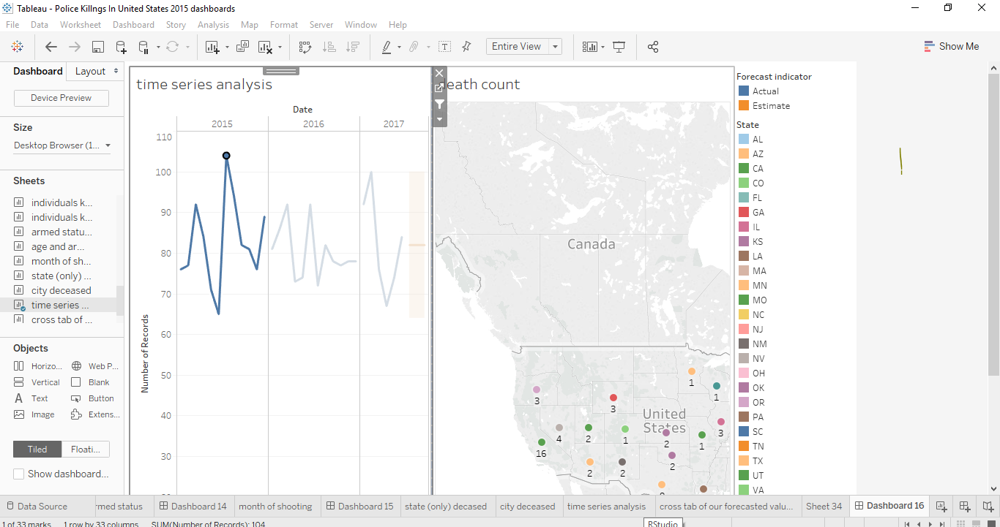 Tableau - Police Killngs In United States 2015 dashboards
File Data Worksheet Dashboard Story Analysis Map Format Server Window Help
Entire View
Show Me
Dashboard
Layout
Device Preview
Size
Desktop Browser (1...
Sheets
individuals k...
individuals k...
armed statu...
age and ar...
month of sh...
state (only) ...
city deceased
time series ...
cross tab of ...
Objects
Horizo... Web P...
Vertical Blank
Text Button
Image Extens...
Tiled Floati...
Show dashboard...
time series analysis
Date
2015 2016 2017
110
100
90
80
70
60
50
40
30
Number of Records
death count
Canada
United
States
1
1
3
3
4
2
1
2
1
3
16
2
2
2
Forecast indicator
Actual
Estimate
State
AL
AZ
CA
CO
FL
GA
IL
KS
LA
MA
MN
MO
NC
NJ
NM
NV
OH
OK
OR
PA
SC
TN
TX
UT
VA
Data Source rmed status Dashboard 14 month of shooting Dashboard 15 state (only) decased city deceased time series analysis cross tab of our forecasted valu... Sheet 34 Dashboard 16
1 of 33 marks 1 row by 33 columns SUM(Number of Records): 104
RStudio